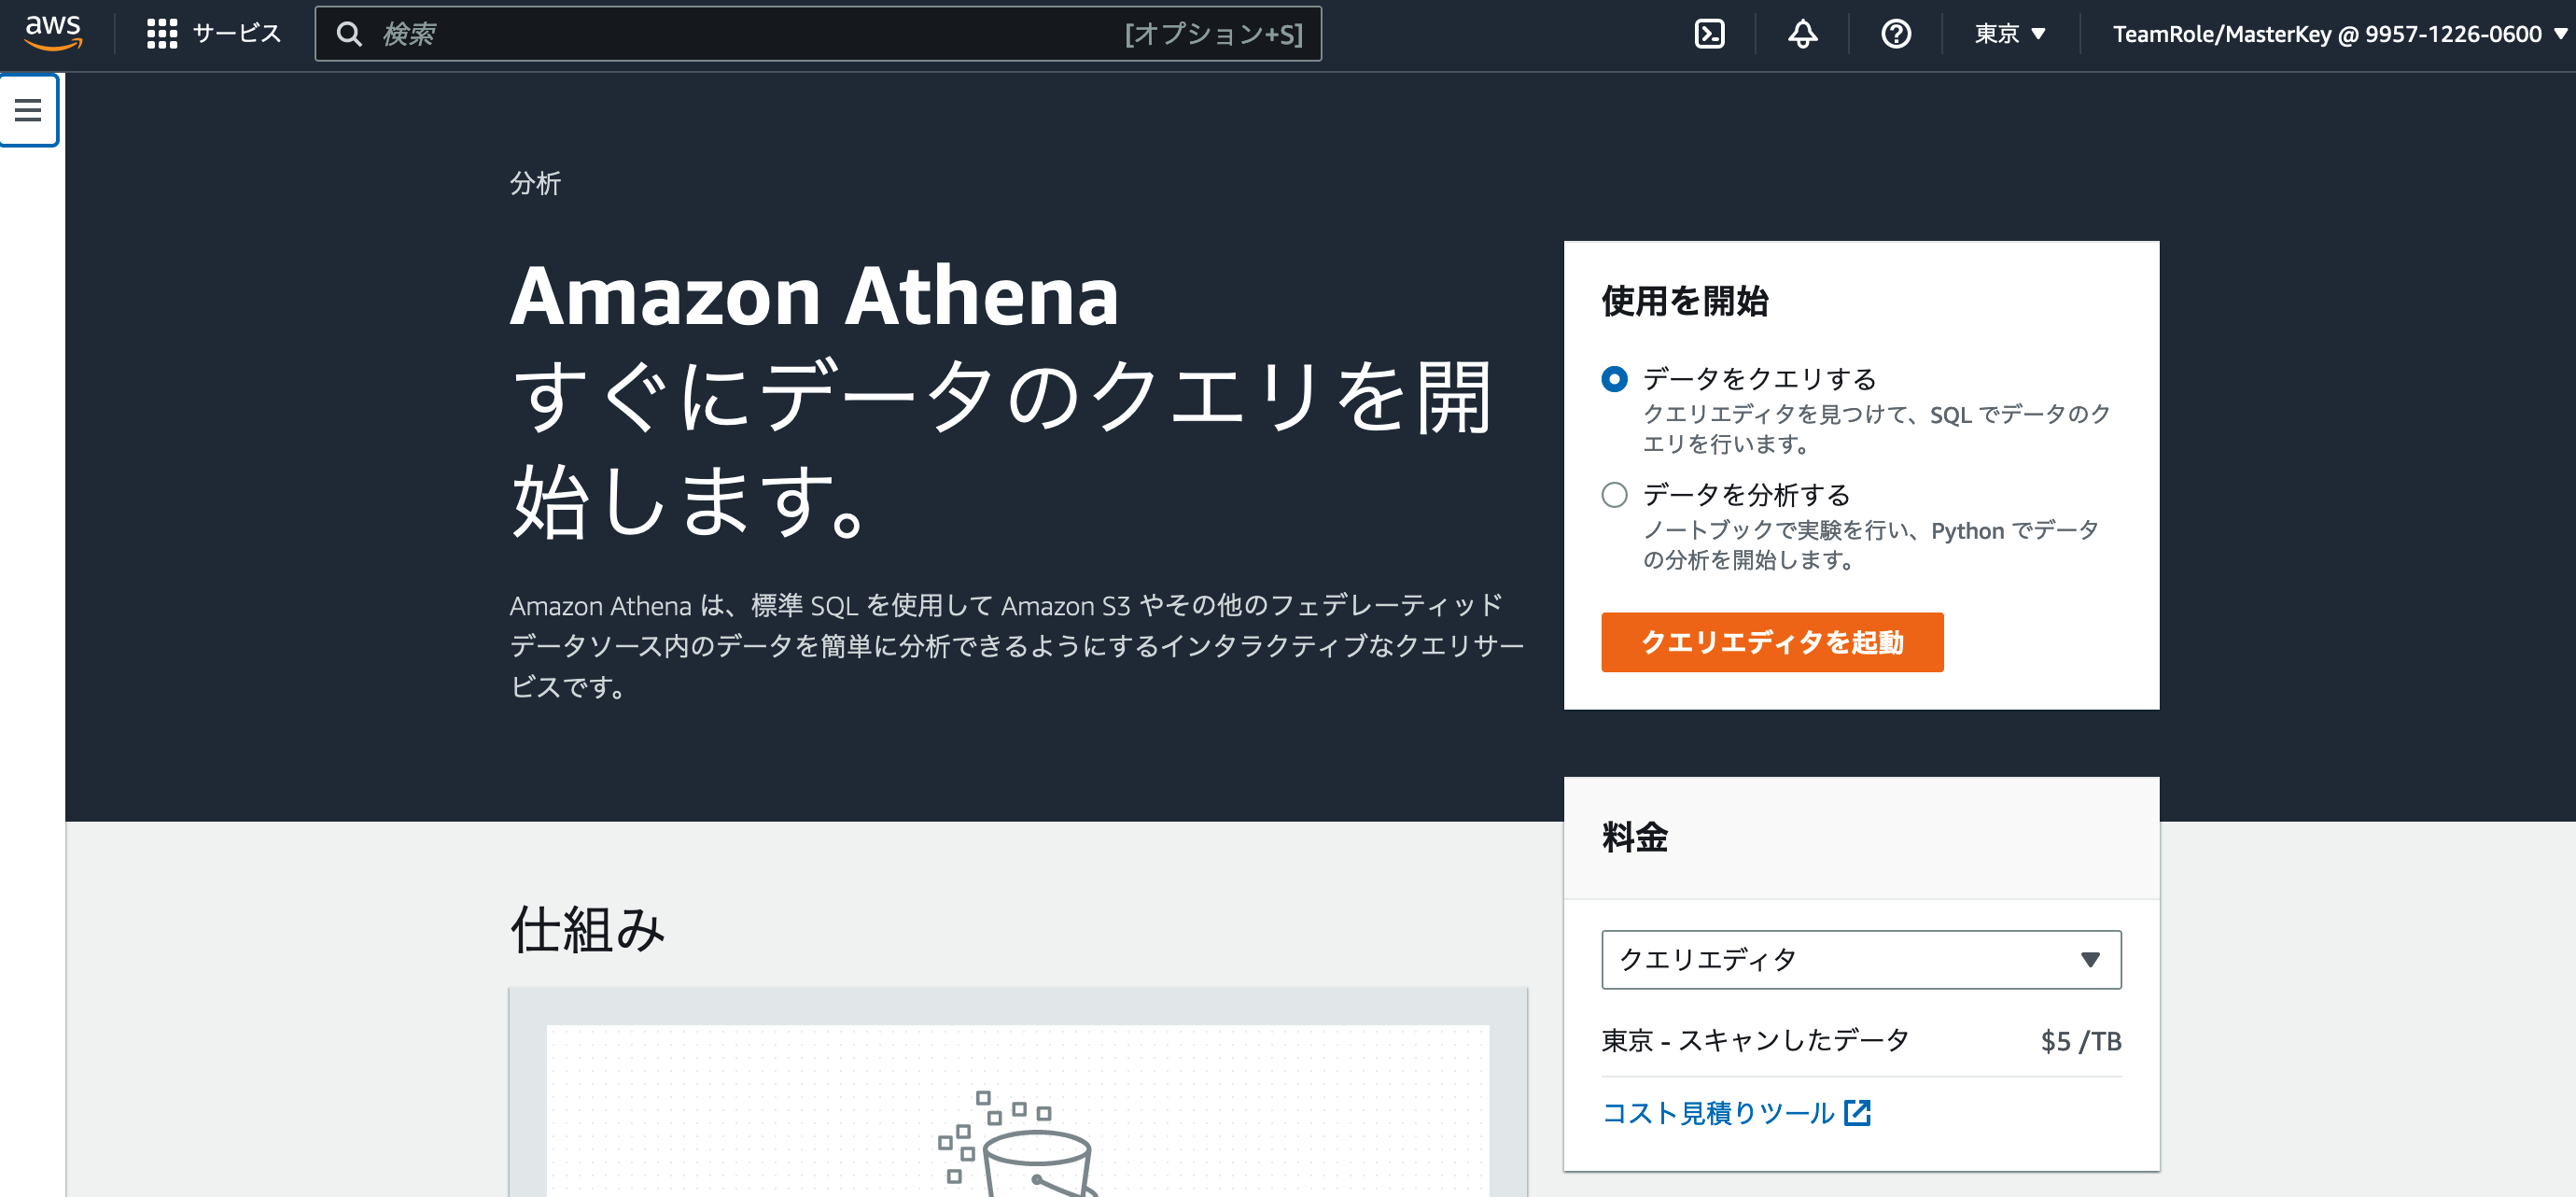 aws
サービス
検索
[オプション+S]
東京
TeamRole/MasterKey @ 9957-1226-0600
分析
Amazon Athena
すぐにデータのクエリを開
始します。
Amazon Athena は、標準 SQL を使用して Amazon S3 やその他のフェデレーティッド
データソース内のデータを簡単に分析できるようにするインタラクティブなクエリサー
ビスです。
使用を開始
データをクエリする
クエリエディタを見つけて、SQL でデータのク
エリを行います。
データを分析する
ノートブックで実験を行い、Python でデータ
の分析を開始します。
クエリエディタを起動
料金
クエリエディタ
東京 - スキャンしたデータ
$5 /TB
コスト見積りツール
仕組み